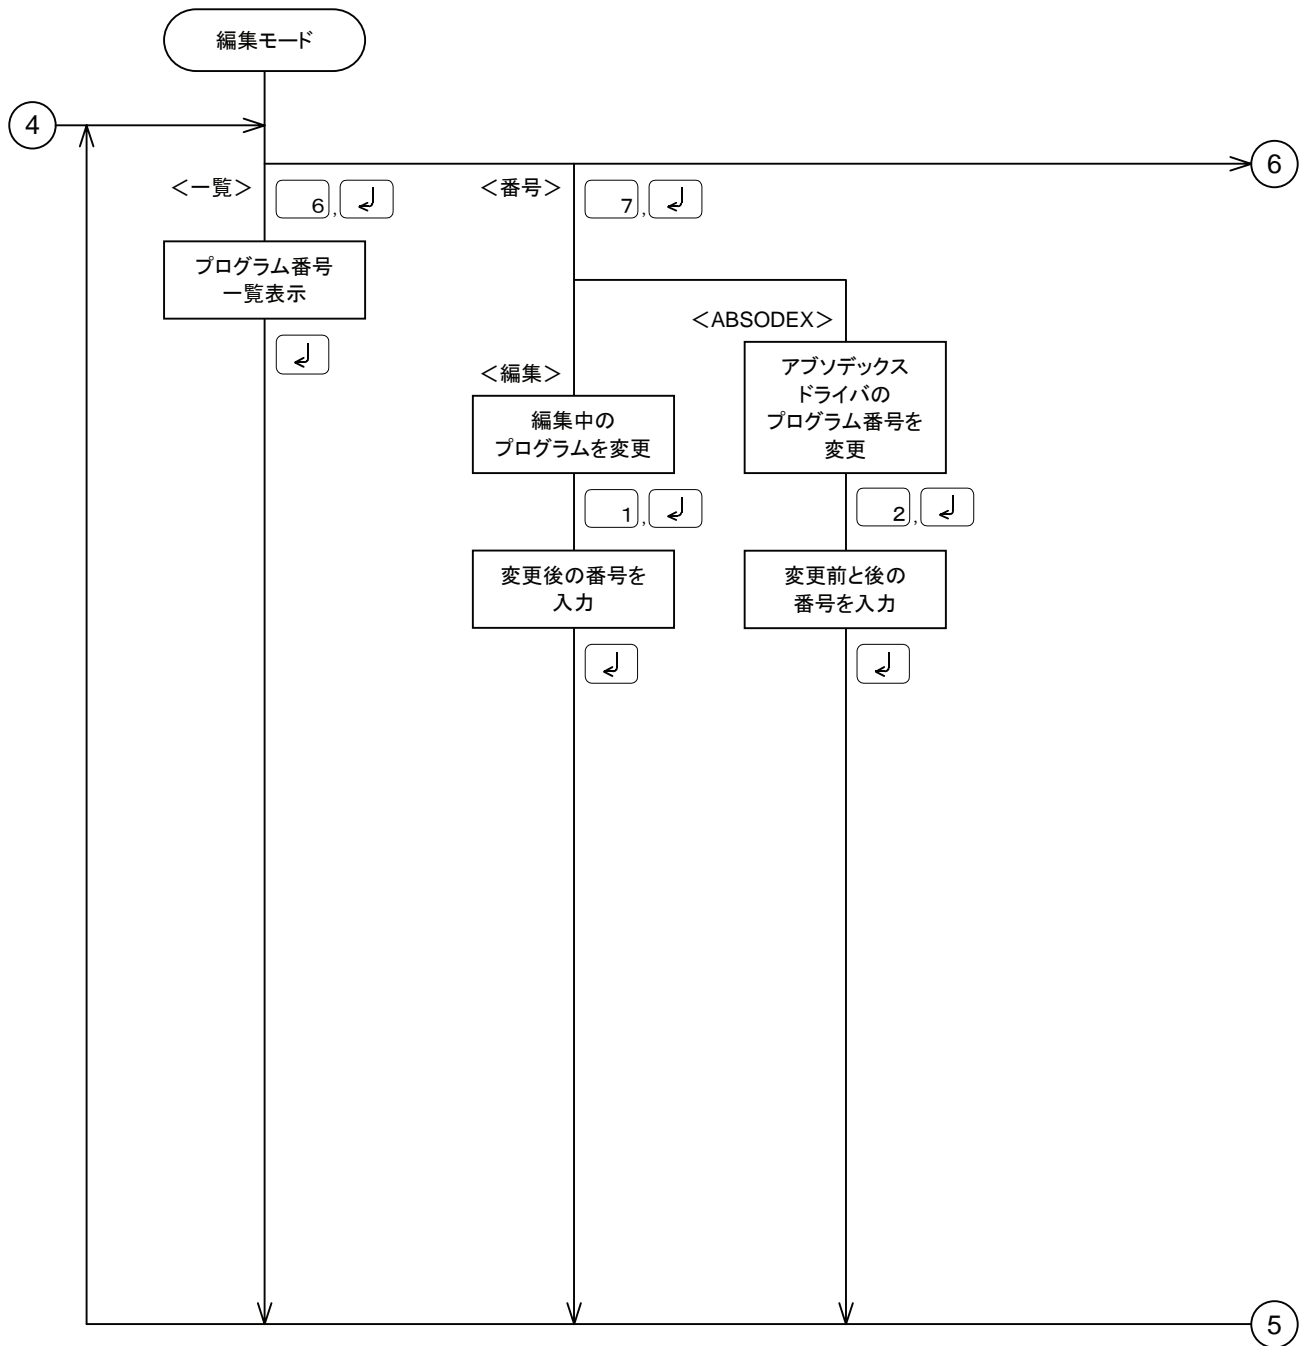 編集モード
4
6
＜一覧＞
6,
＜番号＞
7,
プログラム番号
一覧表示
＜ABSODEX＞
アブソデックス
ドライバの
プログラム番号を
変更
＜編集＞
編集中の
プログラムを変更
1,
2,
変更後の番号を
入力
変更前と後の
番号を入力
5